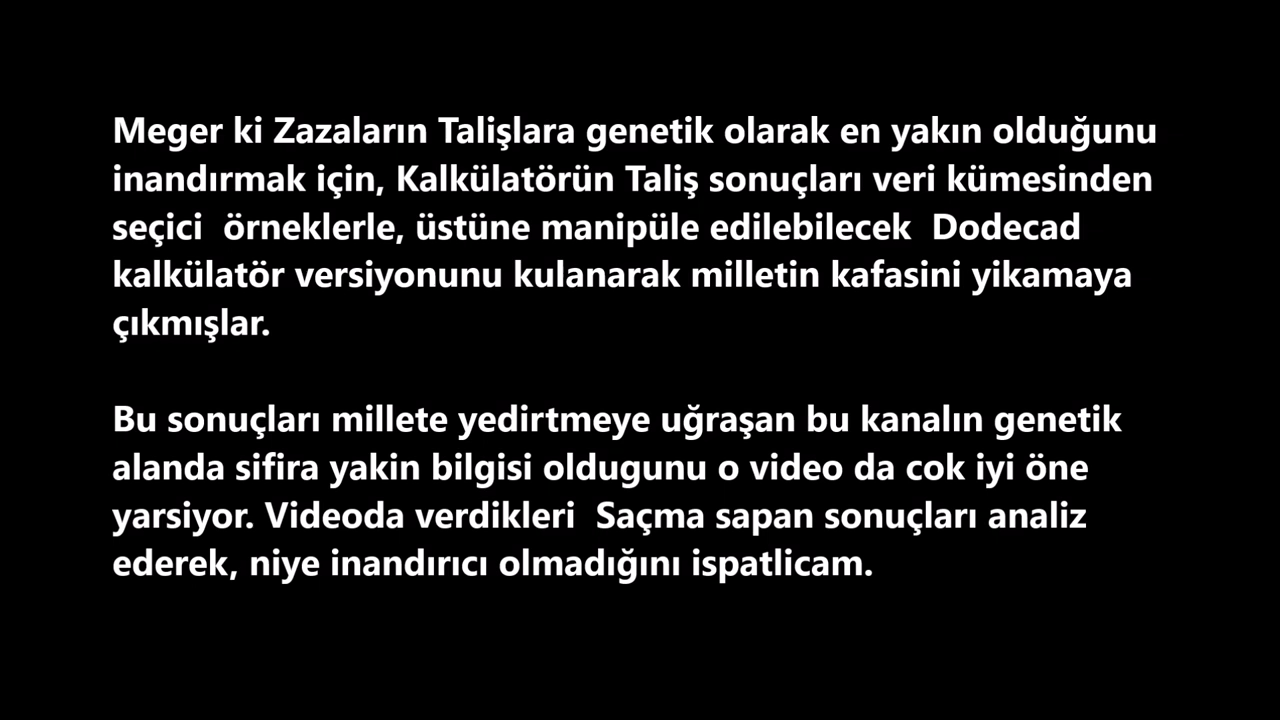 Meger ki Zazaların Talişlara genetik olarak en yakın olduğunu
inandırmak için, Kalkülatörün Taliş sonuçları veri kümesinden
seçici  örneklerle, üstüne manipüle edilebilecek  Dodecad
kalkülatör versiyonunu kulanarak milletin kafasini yikamaya
çıkmışlar.
Bu sonuçları millete yedirtmeye uğraşan bu kanalın genetik
alanda sifira yakin bilgisi oldugunu o video da cok iyi öne
yarsiyor. Videoda verdikleri  Saçma sapan sonuçları analiz
ederek, niye inandırıcı olmadığını ispatlicam.